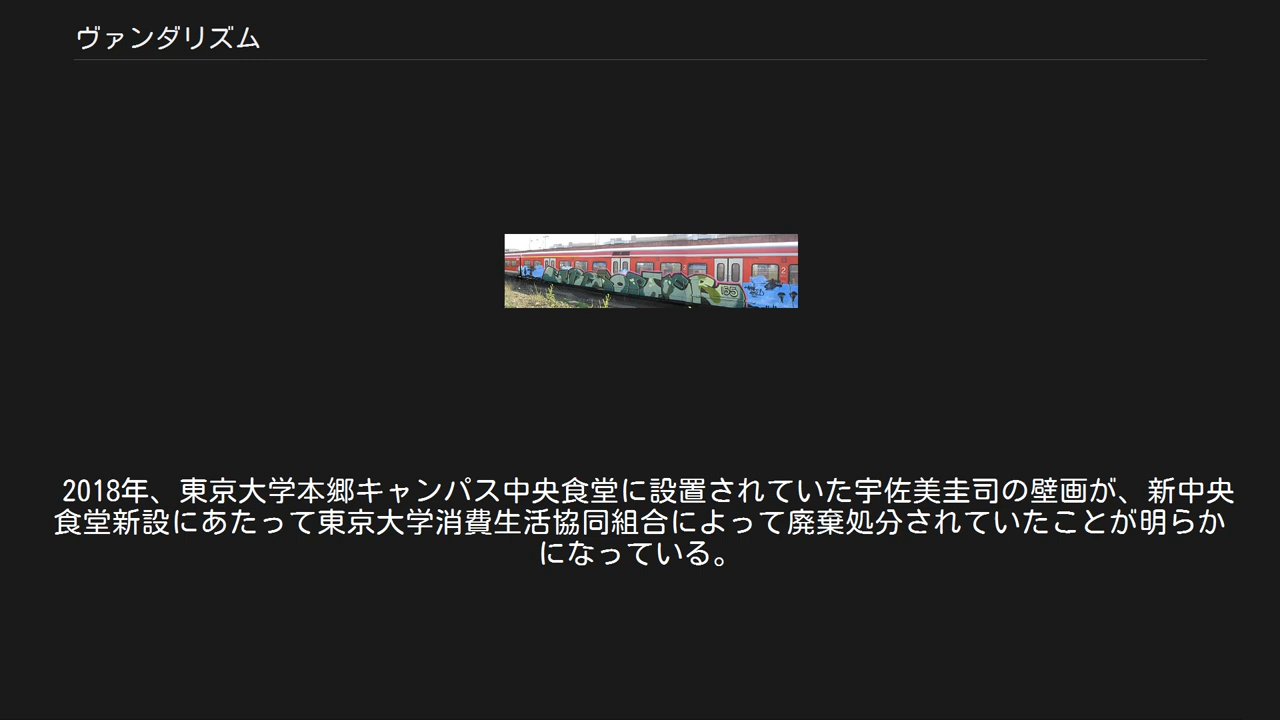 ヴァンダリズム
2018年、東京大学本郷キャンパス中央食堂に設置されていた宇佐美圭司の壁画が、新中央
食堂新設にあたって東京大学消費生活協同組合によって廃棄処分されていたことが明らか
になっている。